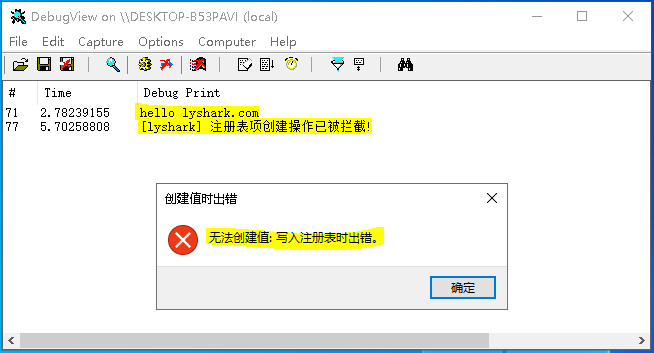 DebugView on \\DESKTOP-B53PAVI (local)
File Edit Capture Options Computer Help
# Time Debug Print
71 2.78239155 hello lyshark.com
77 5.70258808 [lyshark] 注册表项创建操作已被拦截!
创建值时出错
无法创建值: 写入注册表时出错。
确定